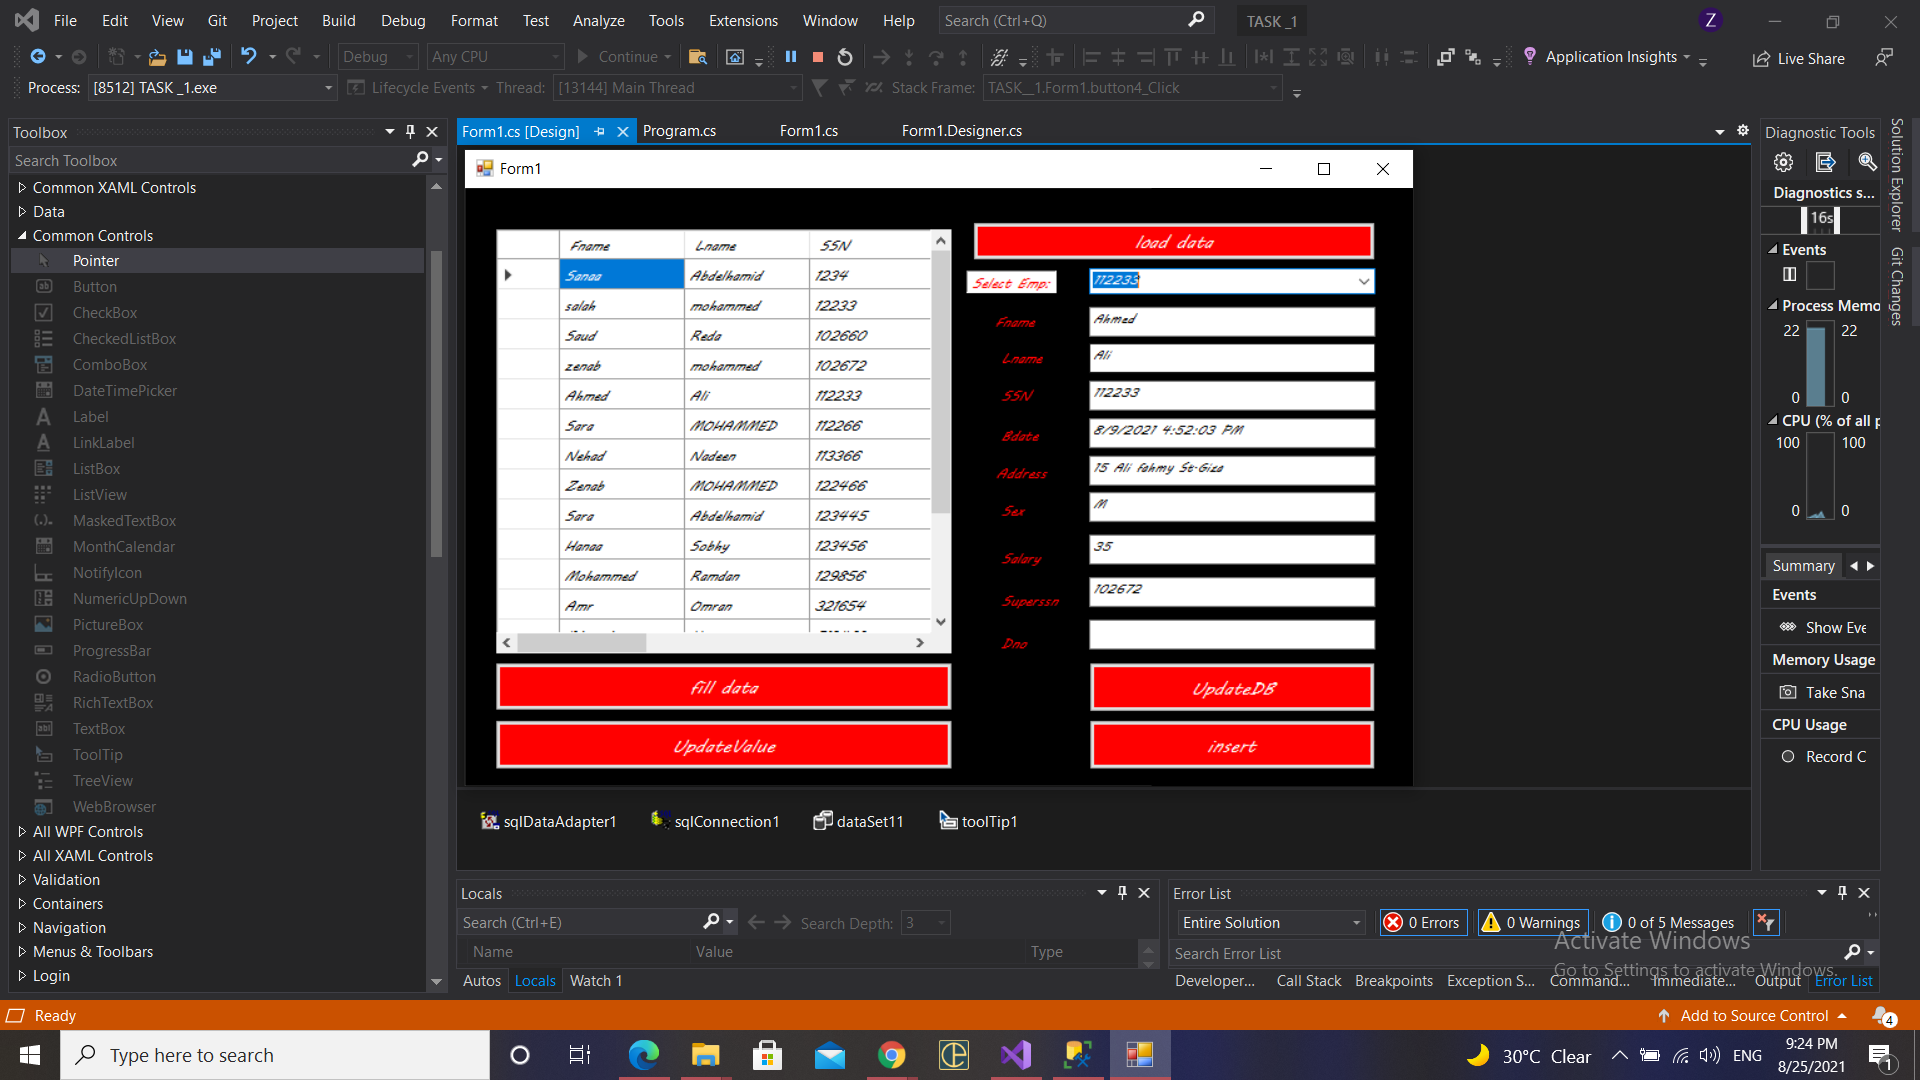 File Edit View Git Project Build Debug Format Test Analyze Tools Extensions Window Help Search (Ctrl+Q) TASK _1 Z
Debug Any CPU Continue Application Insights Live Share
Process: [8512] TASK _1.exe Lifecycle Events Thread: [13144] Main Thread Stack Frame: TASK__1.Form1.button4_Click
Toolbox
Search Toolbox
Common XAML Controls
Data
Common Controls
Pointer
Button
CheckBox
CheckedListBox
ComboBox
DateTimePicker
Label
LinkLabel
ListBox
ListView
MaskedTextBox
MonthCalendar
NotifyIcon
NumericUpDown
PictureBox
ProgressBar
RadioButton
RichTextBox
TextBox
ToolTip
TreeView
WebBrowser
All WPF Controls
All XAML Controls
Validation
Containers
Navigation
Menus & Toolbars
Login
Form1.cs [Design] Program.cs Form1.cs Form1.Designer.cs
Form1
Fname Lname SSN
Sanaa Abdelhamid 1234
salah mohammed 12233
Saud Reda 102660
zenab mohammed 102672
Ahmed Ali 112233
Sara MOHAMMED 112266
Nehad Nadeen 113366
Zenab MOHAMMED 122466
Sara Abdelhamid 123445
Hanaa Sobhy 123456
Mohammed Ramdan 129856
Amr Omran 321654
fill data
UpdateValue
load data
Select Emp: 112233
Fname Ahmed
Lname Ali
SSN 112233
Bdate 8/9/2021 4:52:03 PM
Address 15 Ali fahmy St-Giza
Sex M
Salary 35
Superssn 102672
Dno
UpdateDB
insert
sqlDataAdapter1 sqlConnection1 dataSet11 toolTip1
Diagnostic Tools
Diagnostics s...
16s
Events
Process Memo
22 22
0 0
CPU (% of all p
100 100
0 0
Summary
Events
Show Eve
Memory Usage
Take Sna
CPU Usage
Record C
Solution Explorer
Git Changes
Locals
Search (Ctrl+E) Search Depth: 3
Name Value Type
Autos Locals Watch 1
Error List
Entire Solution 0 Errors 0 Warnings 0 of 5 Messages
Search Error List
Developer... Call Stack Breakpoints Exception S... Command... Immediate... Output Error List
Activate Windows
Go to Settings to activate Windows.
Ready Add to Source Control 4
Type here to search 30°C Clear ENG 9:24 PM
8/25/2021 1